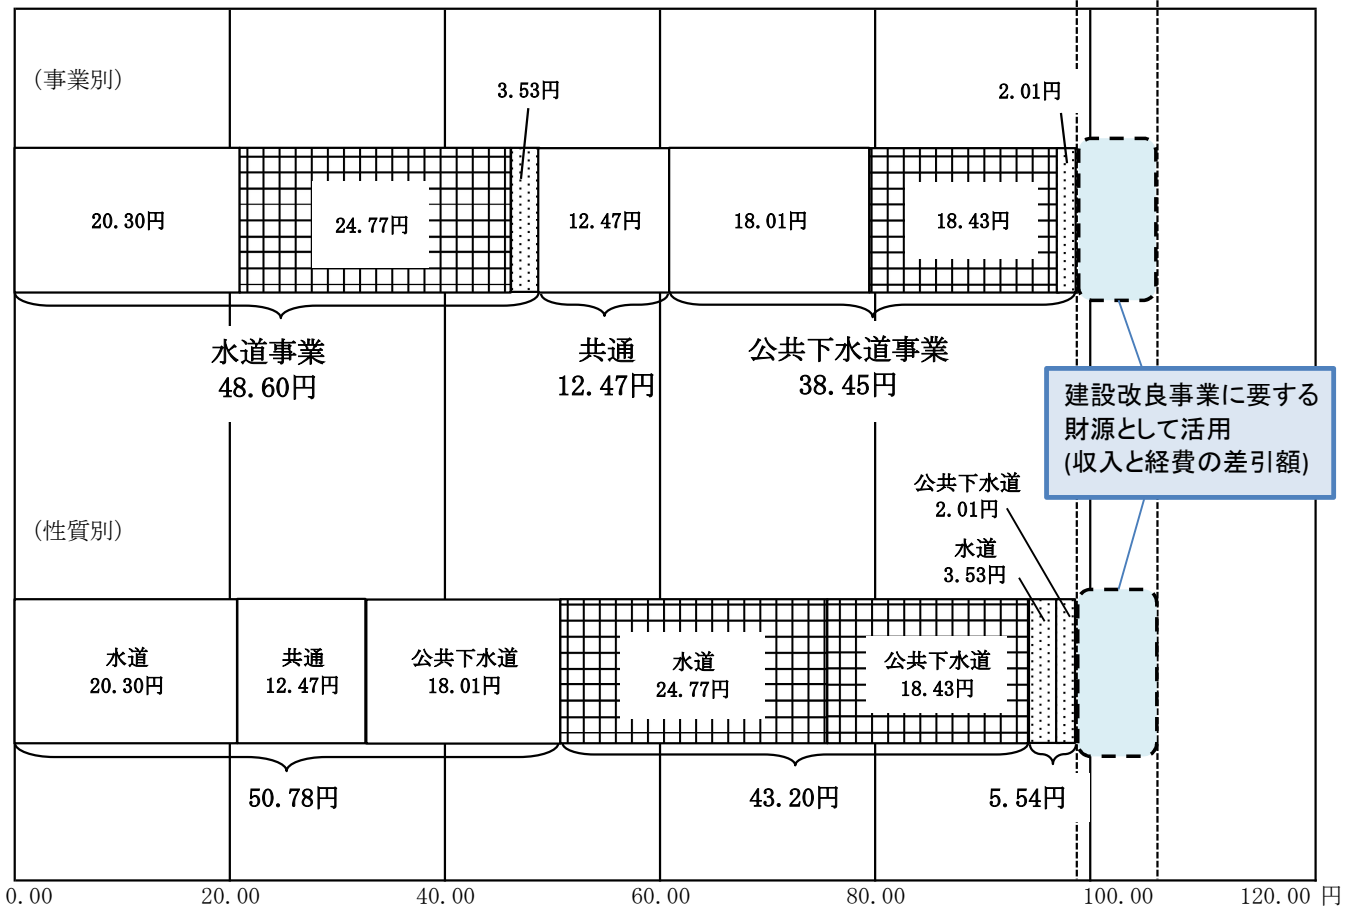 （事業別）
3.53円
2.01円
20.30円
24.77円
12.47円
18.01円
18.43円
水道事業
48.60円
共通
12.47円
公共下水道事業
38.45円
建設改良事業に要する
財源として活用
(収入と経費の差引額)
（性質別）
公共下水道
2.01円
水道
3.53円
水道
20.30円
共通
12.47円
公共下水道
18.01円
水道
24.77円
公共下水道
18.43円
50.78円
43.20円
5.54円
0.00 20.00 40.00 60.00 80.00 100.00 120.00 円